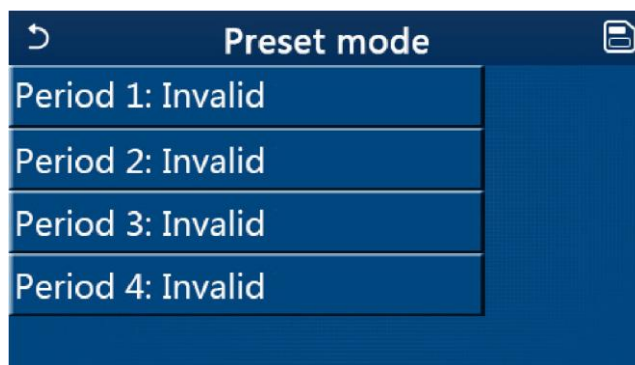 Preset mode
Period 1: Invalid
Period 2: Invalid
Period 3: Invalid
Period 4: Invalid